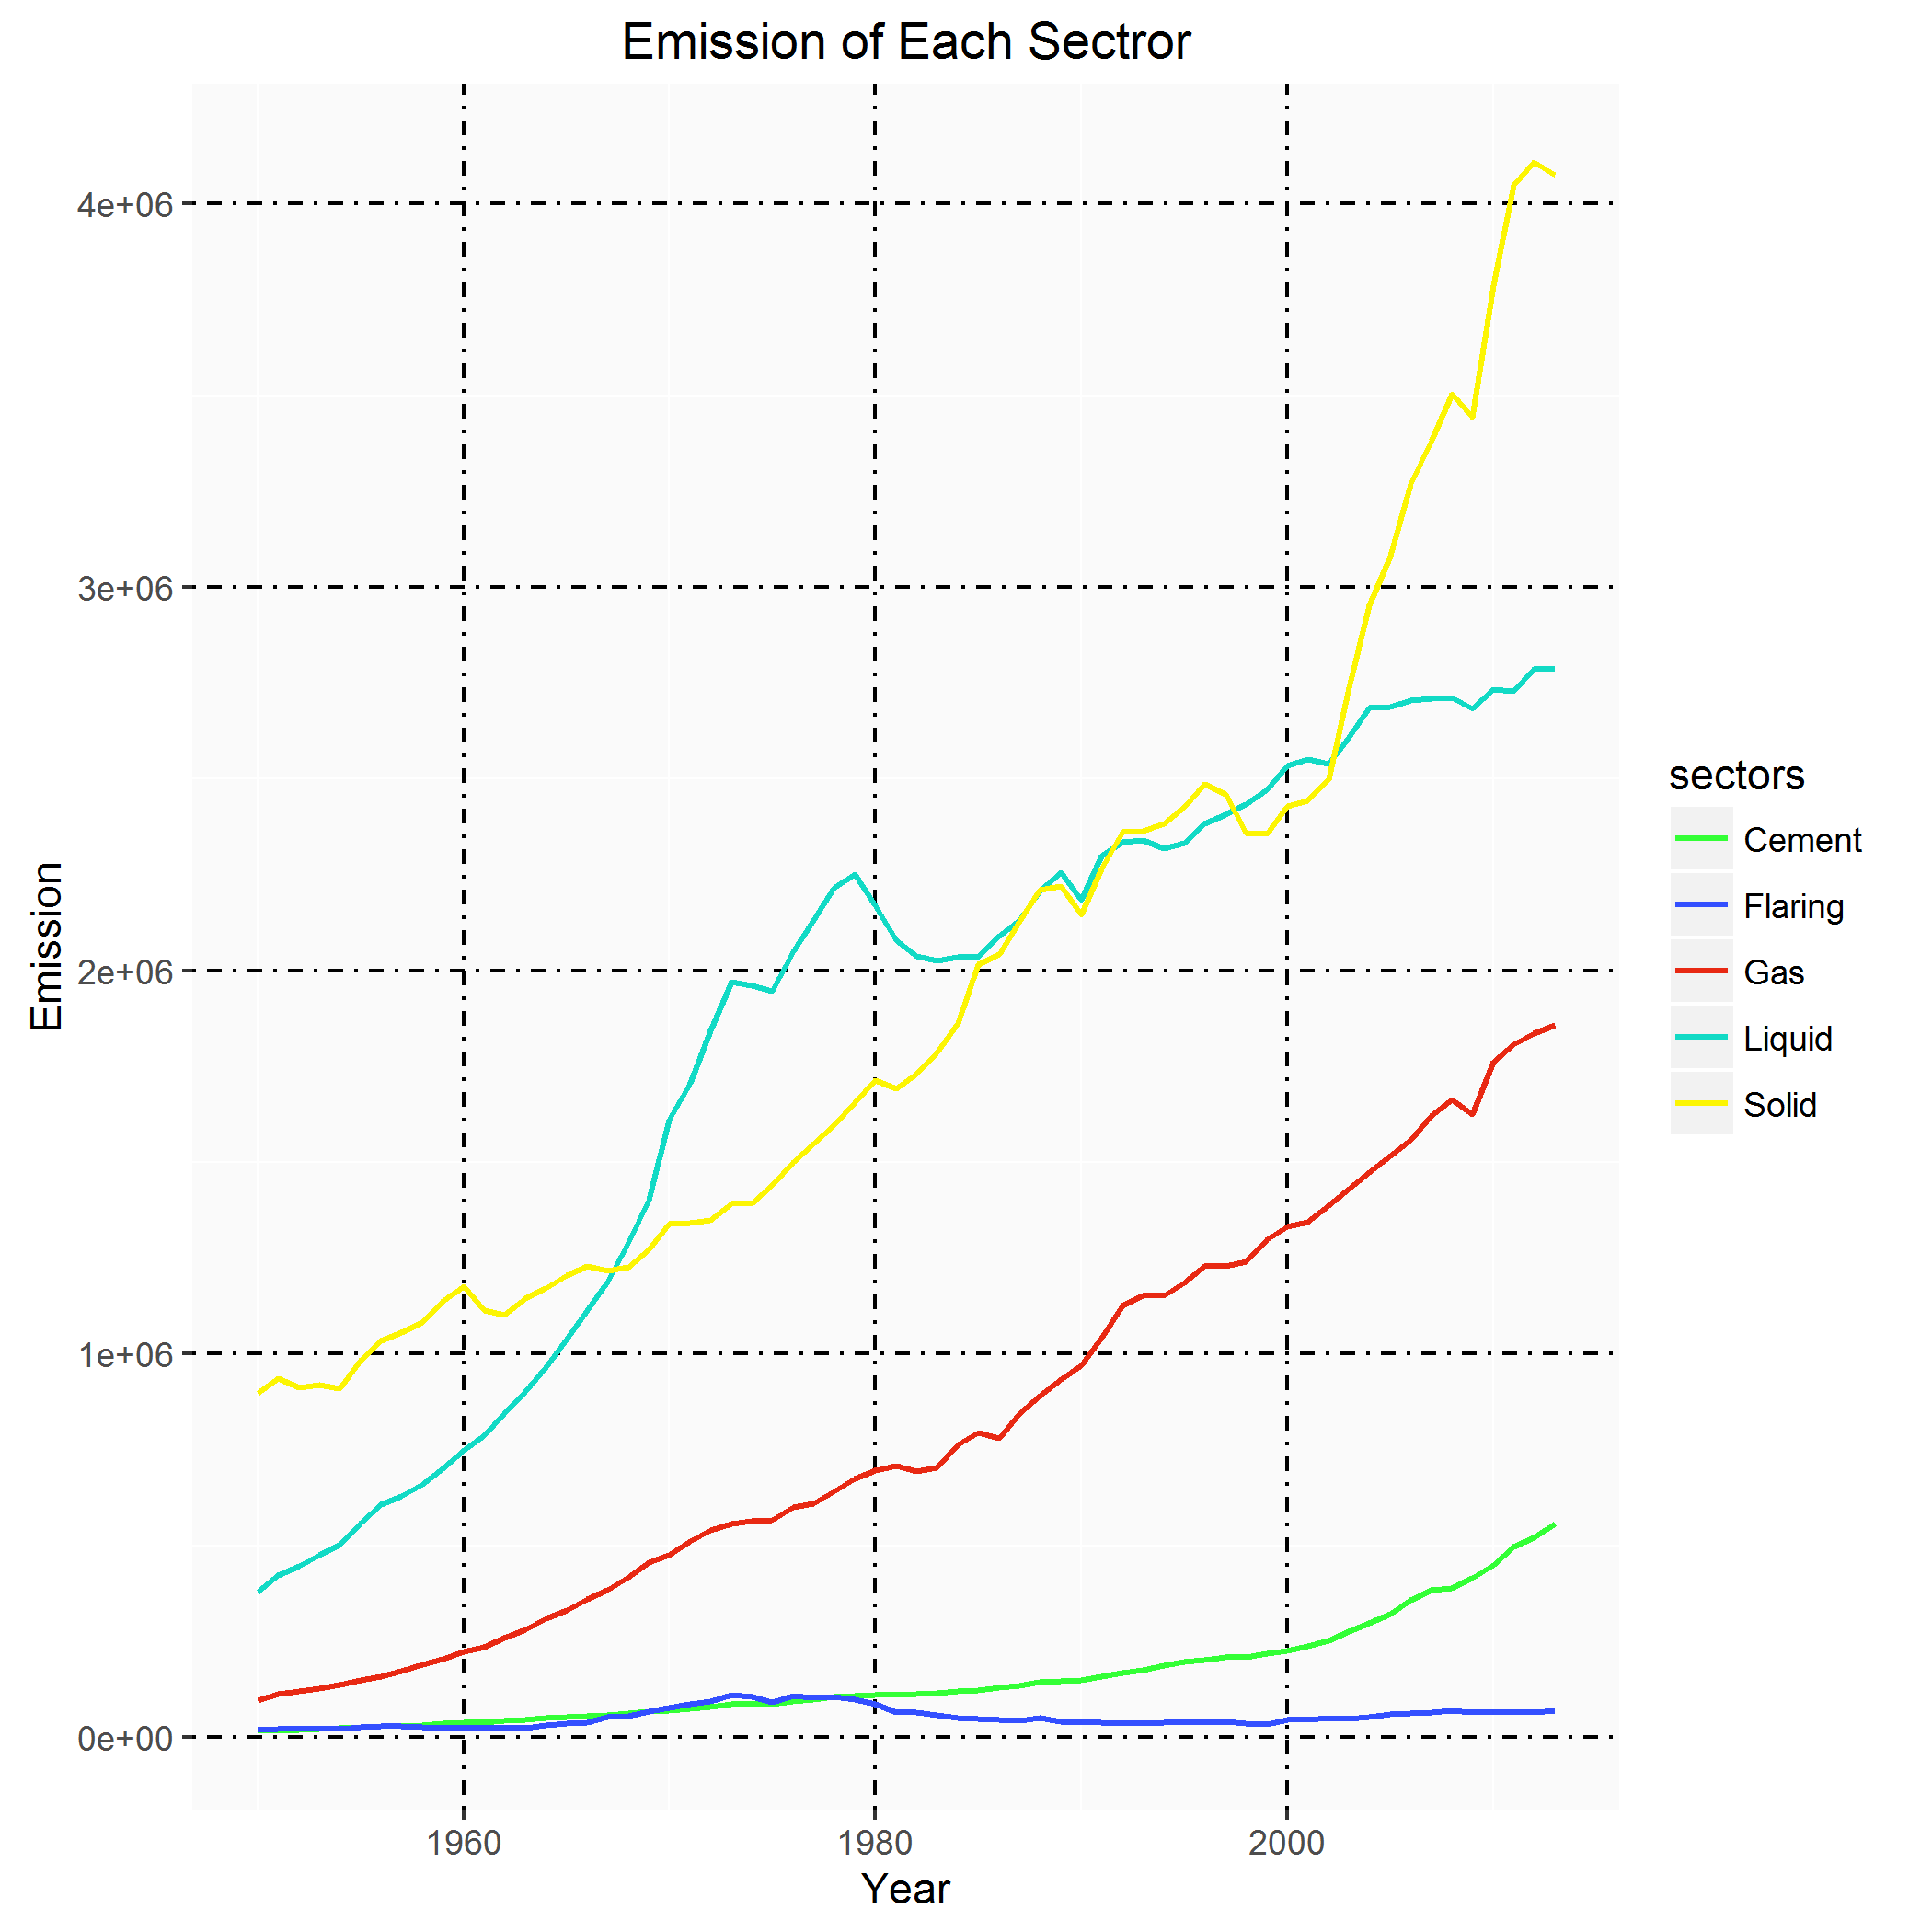 Emission of Each Sectror
4e+06
3e+06
2e+06
1e+06
0e+00
Emission
1960 1980 2000
Year
sectors
Cement
Flaring
Gas
Liquid
Solid